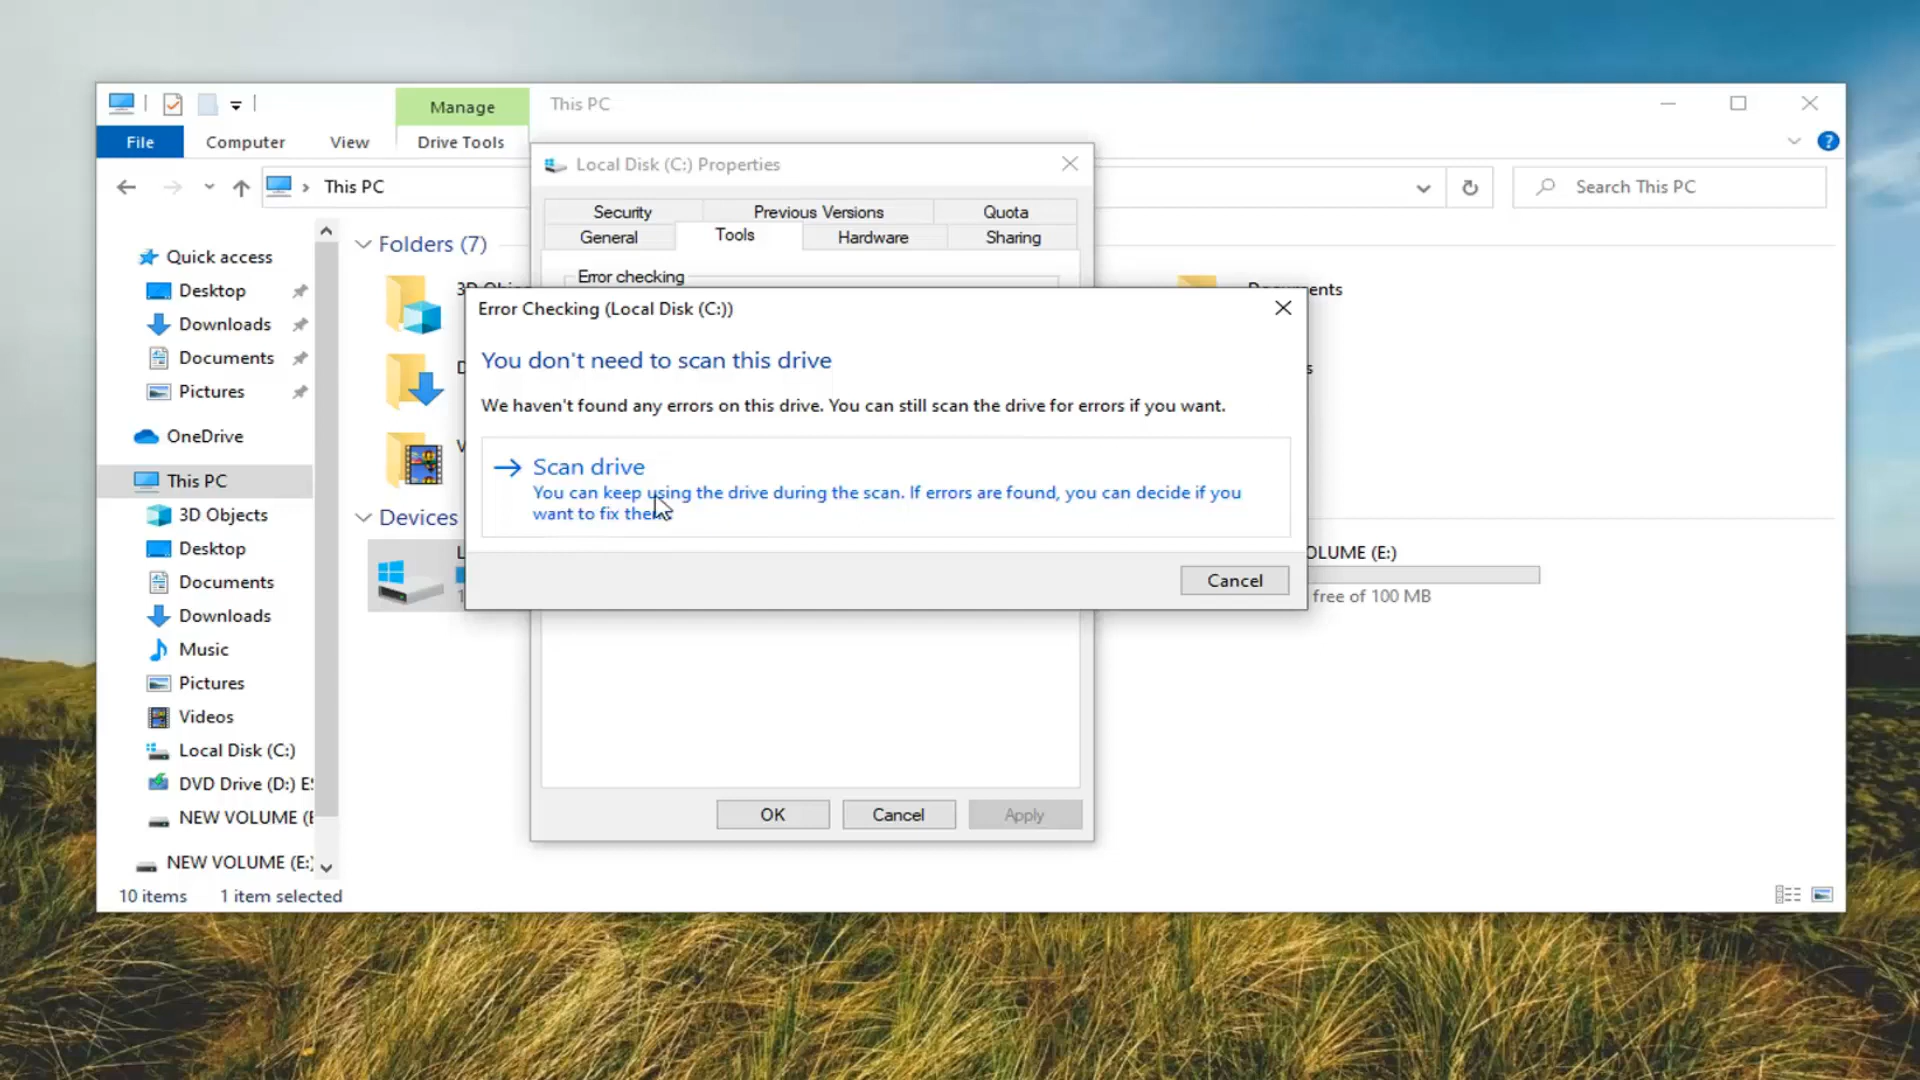 Manage
This PC
File
Computer
View
Drive Tools
This PC
Search This PC
Local Disk (C:) Properties
Security
Previous Versions
Quota
General
Tools
Hardware
Sharing
Error checking
Quick access
Desktop
Downloads
Documents
Pictures
OneDrive
This PC
3D Objects
Desktop
Documents
Downloads
Music
Pictures
Videos
Local Disk (C:)
DVD Drive (D:)
NEW VOLUME
NEW VOLUME (E:)
Folders (7)
Devices
Error Checking (Local Disk (C:))
You don't need to scan this drive
We haven't found any errors on this drive. You can still scan the drive for errors if you want.
Scan drive
You can keep using the drive during the scan. If errors are found, you can decide if you
want to fix
Cancel
(E:)
free of 100 MB
OK
Cancel
Apply
10 items
1 item selected